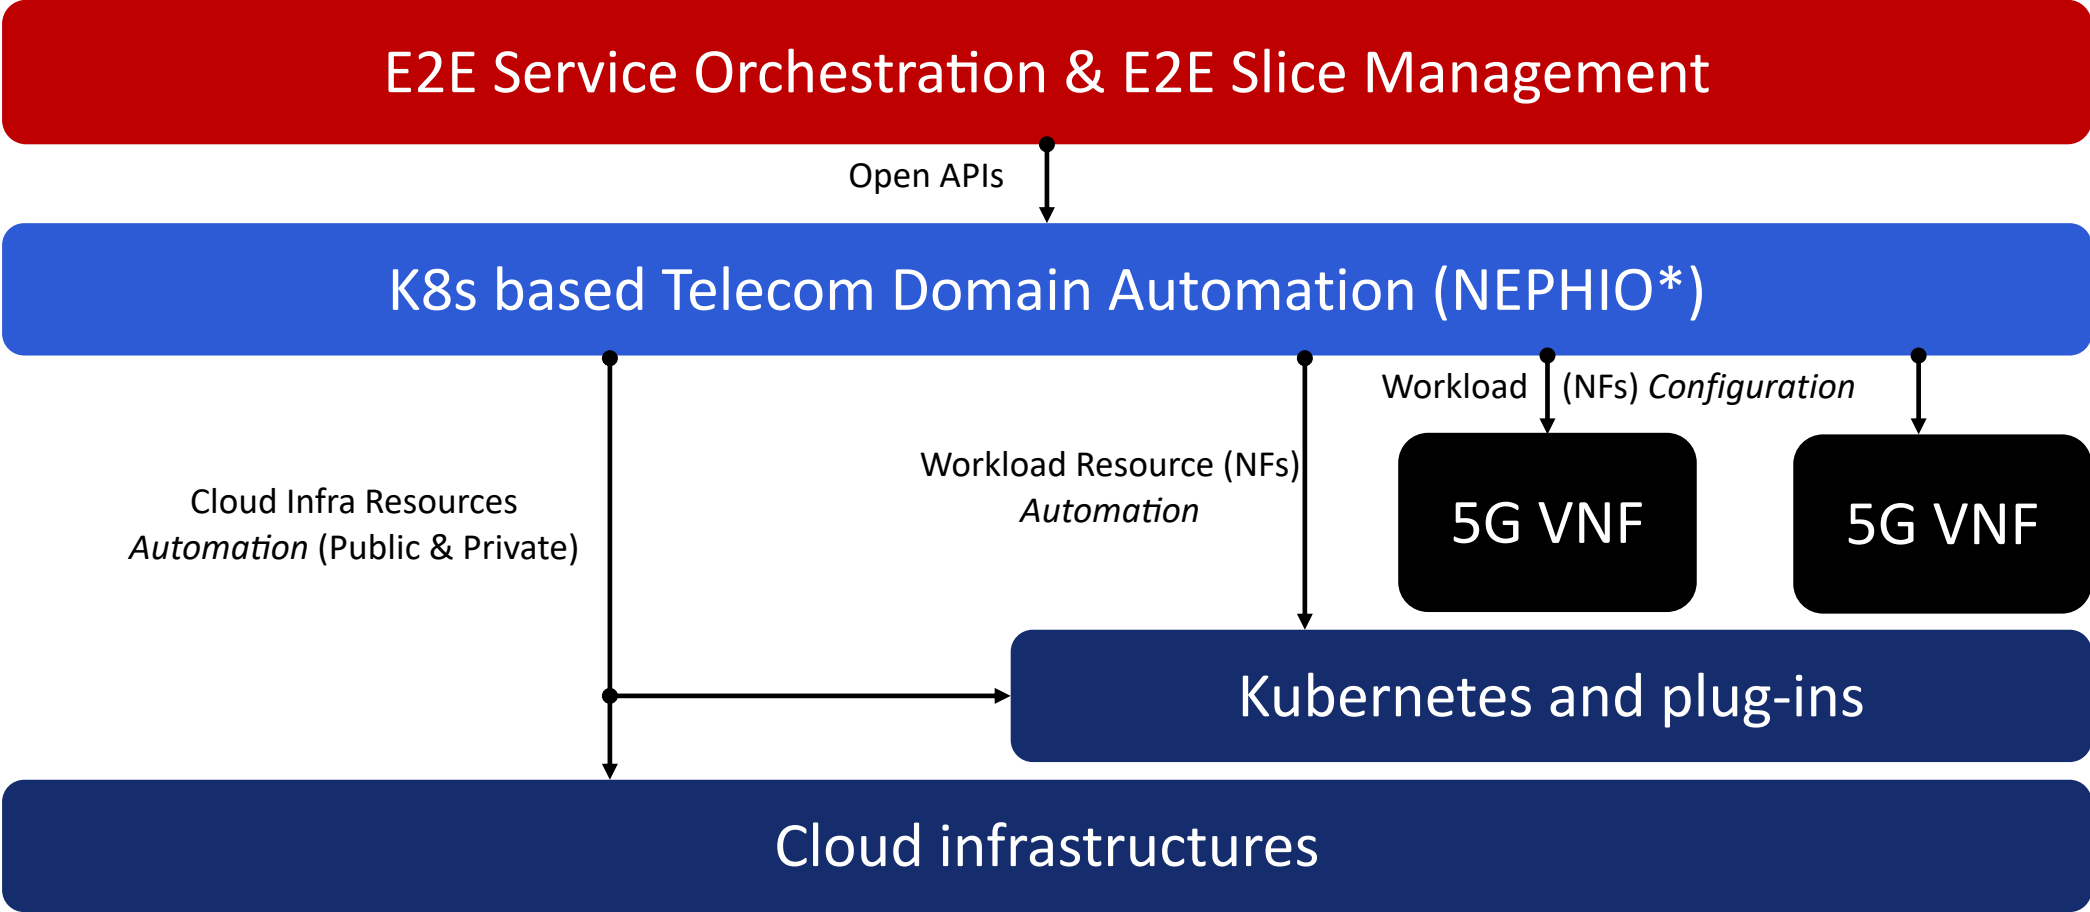 E2E Service Orchestration & E2E Slice Management
Open APIs
K8s based Telecom Domain Automation (NEPHIO*)
Workload (NFs) Configuration
Workload Resource (NFs)
Automation
Cloud Infra Resources
Automation (Public & Private)
5G VNF
5G VNF
Kubernetes and plug-ins
Cloud infrastructures